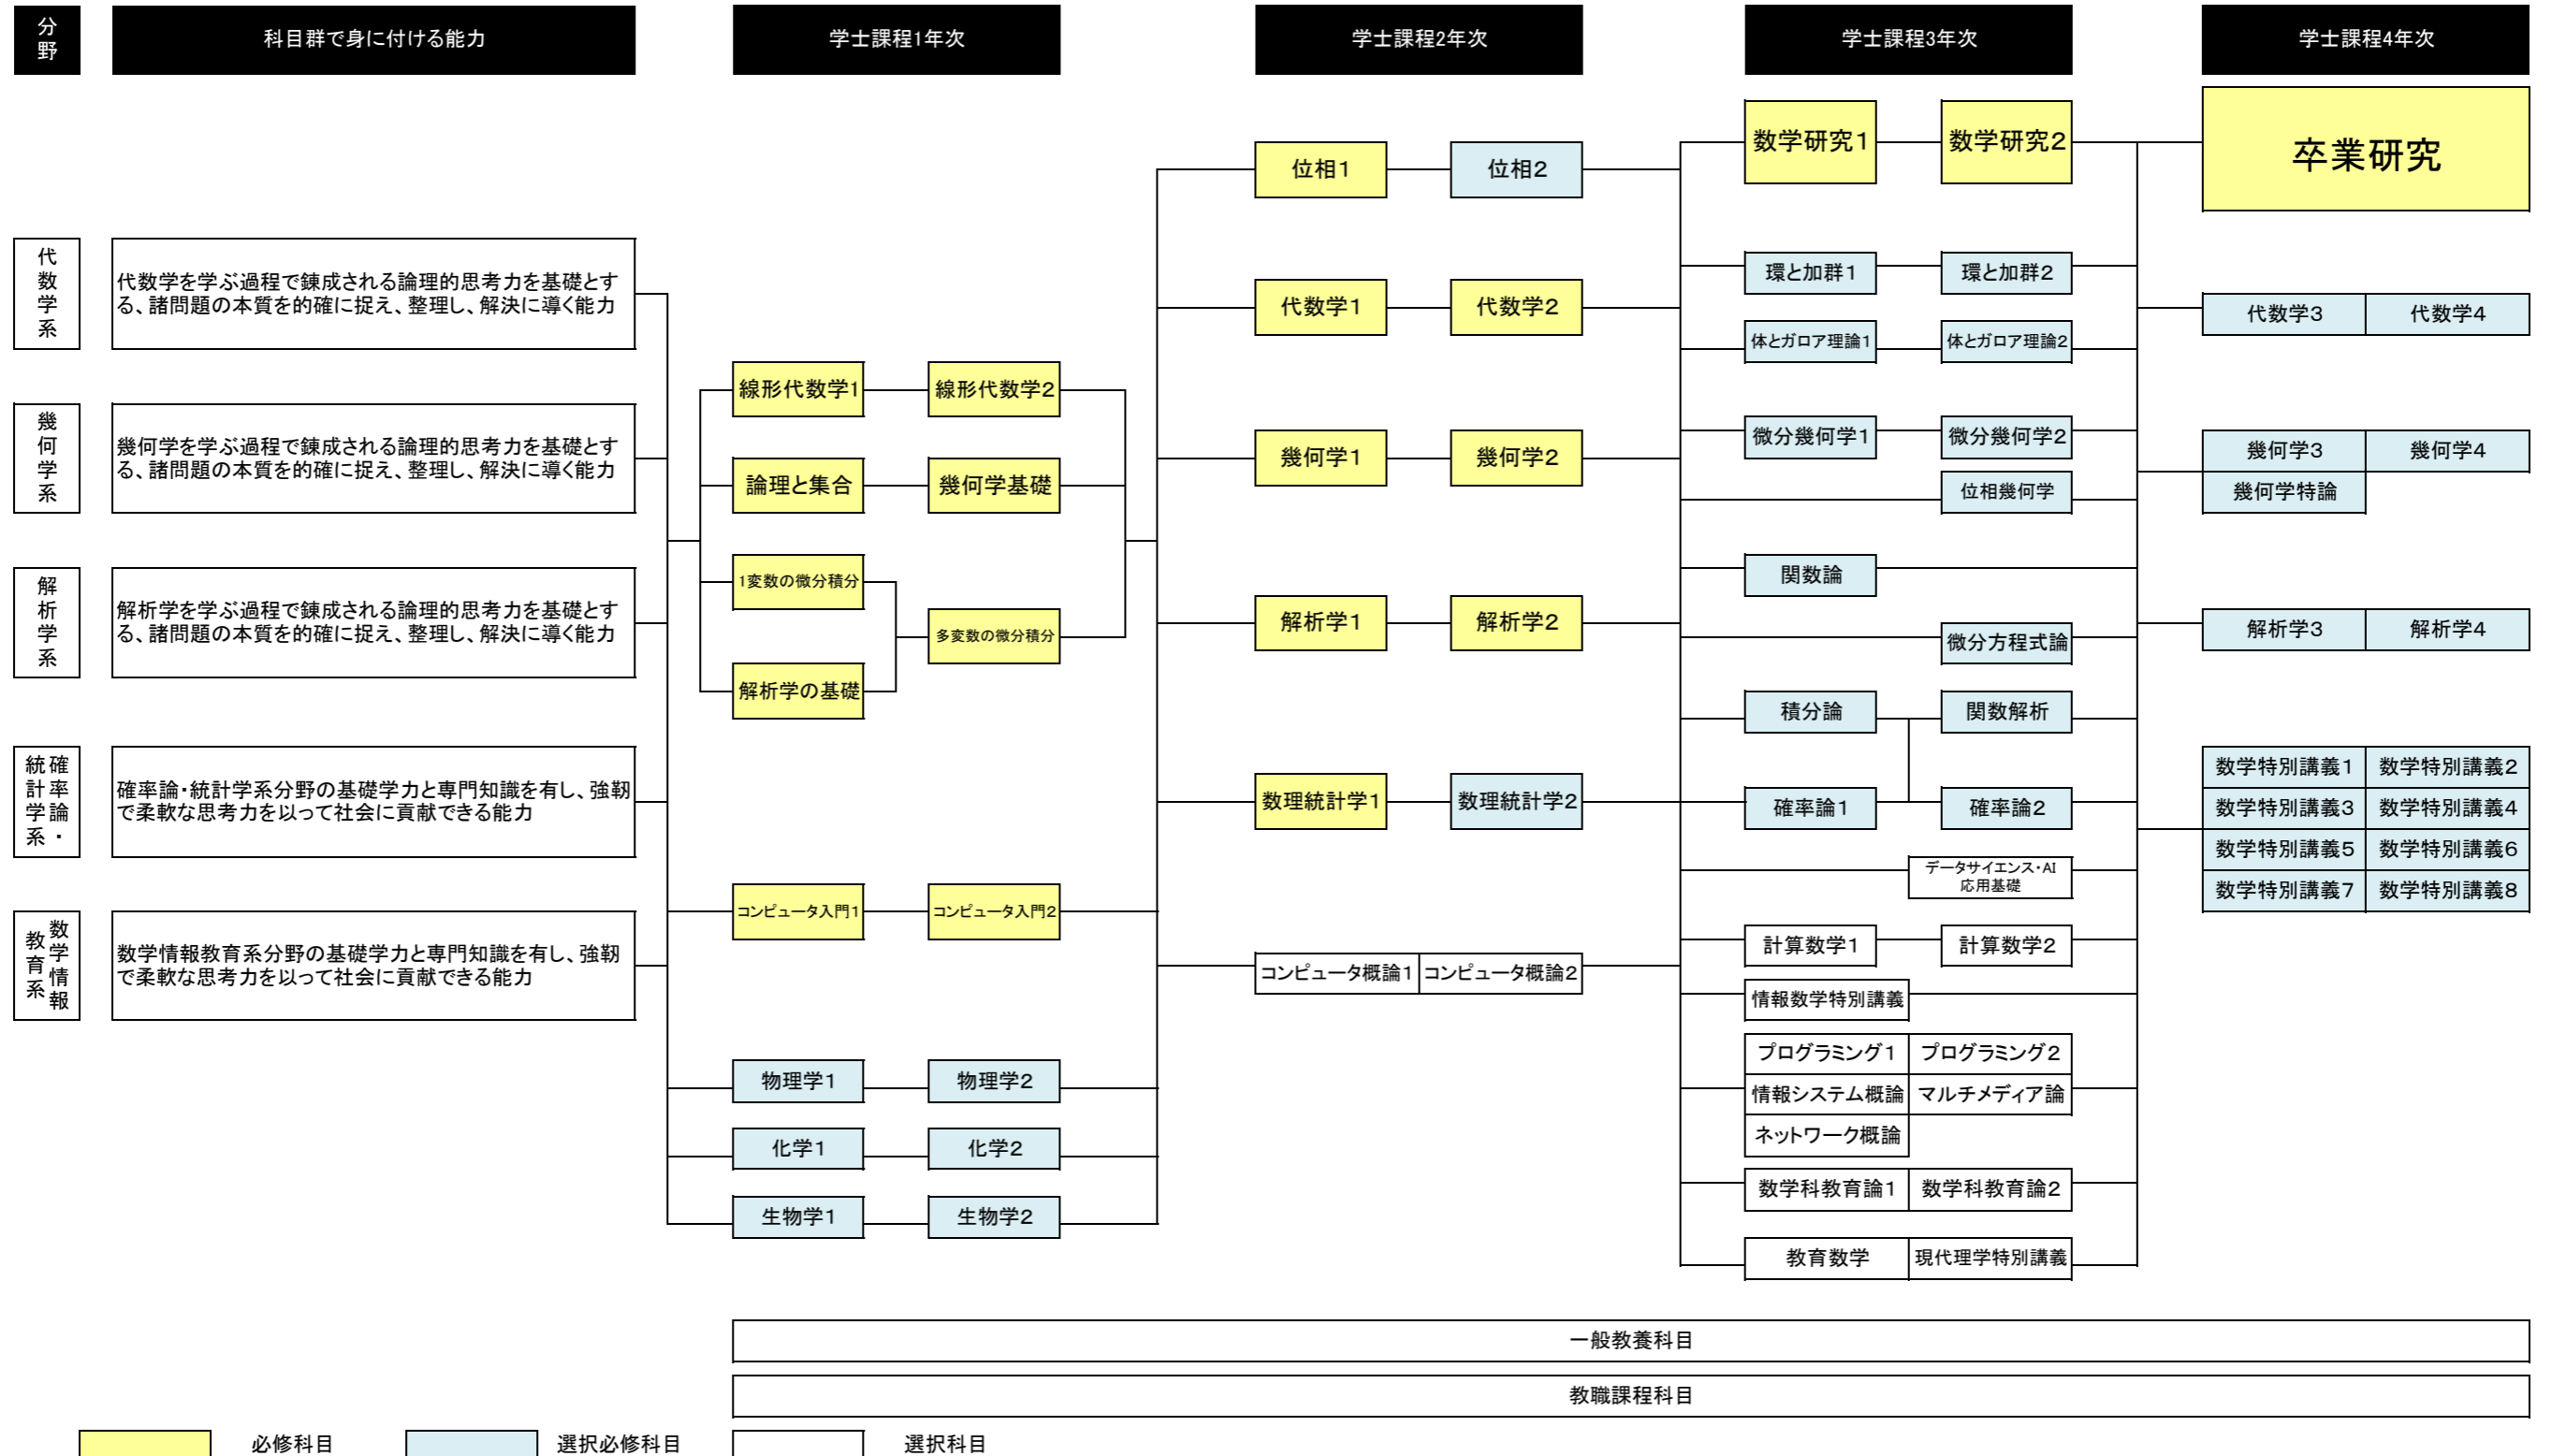 分野
科目群で身に付ける能力
学士課程1年次
学士課程2年次
学士課程3年次
学士課程4年次
数学研究1
数学研究2
卒業研究
位相1
位相2
代数学系
代数学を学ぶ過程で錬成される論理的思考力を基礎とす
る、諸問題の本質を的確に捉え、整理し、解決に導く能力
代数学1
代数学2
環と加群1
環と加群2
体とガロア理論1
体とガロア理論2
代数学3
代数学4
線形代数学1
線形代数学2
幾何学系
幾何学を学ぶ過程で錬成される論理的思考力を基礎とす
る、諸問題の本質を的確に捉え、整理し、解決に導く能力
論理と集合
幾何学基礎
幾何学1
幾何学2
微分幾何学1
微分幾何学2
位相幾何学
幾何学3
幾何学4
幾何学特論
解析学系
解析学を学ぶ過程で錬成される論理的思考力を基礎とす
る、諸問題の本質を的確に捉え、整理し、解決に導く能力
1変数の微分積分
多変数の微分積分
解析学の基礎
解析学1
解析学2
関数論
微分方程式論
積分論
関数解析
解析学3
解析学4
確率論・
統計学系
確率論・統計学系分野の基礎学力と専門知識を有し、強靭
で柔軟な思考力を以って社会に貢献できる能力
数理統計学1
数理統計学2
確率論1
確率論2
データサイエンス・AI
応用基礎
数学特別講義1
数学特別講義2
数学特別講義3
数学特別講義4
数学特別講義5
数学特別講義6
数学特別講義7
数学特別講義8
コンピュータ入門1
コンピュータ入門2
数学情報
教育系
数学情報教育系分野の基礎学力と専門知識を有し、強靭
で柔軟な思考力を以って社会に貢献できる能力
コンピュータ概論1
コンピュータ概論2
計算数学1
計算数学2
情報数学特別講義
プログラミング1
プログラミング2
情報システム概論
マルチメディア論
ネットワーク概論
物理学1
物理学2
化学1
化学2
生物学1
生物学2
数学科教育論1
数学科教育論2
教育数学
現代理学特別講義
一般教養科目
教職課程科目
必修科目
選択必修科目
選択科目